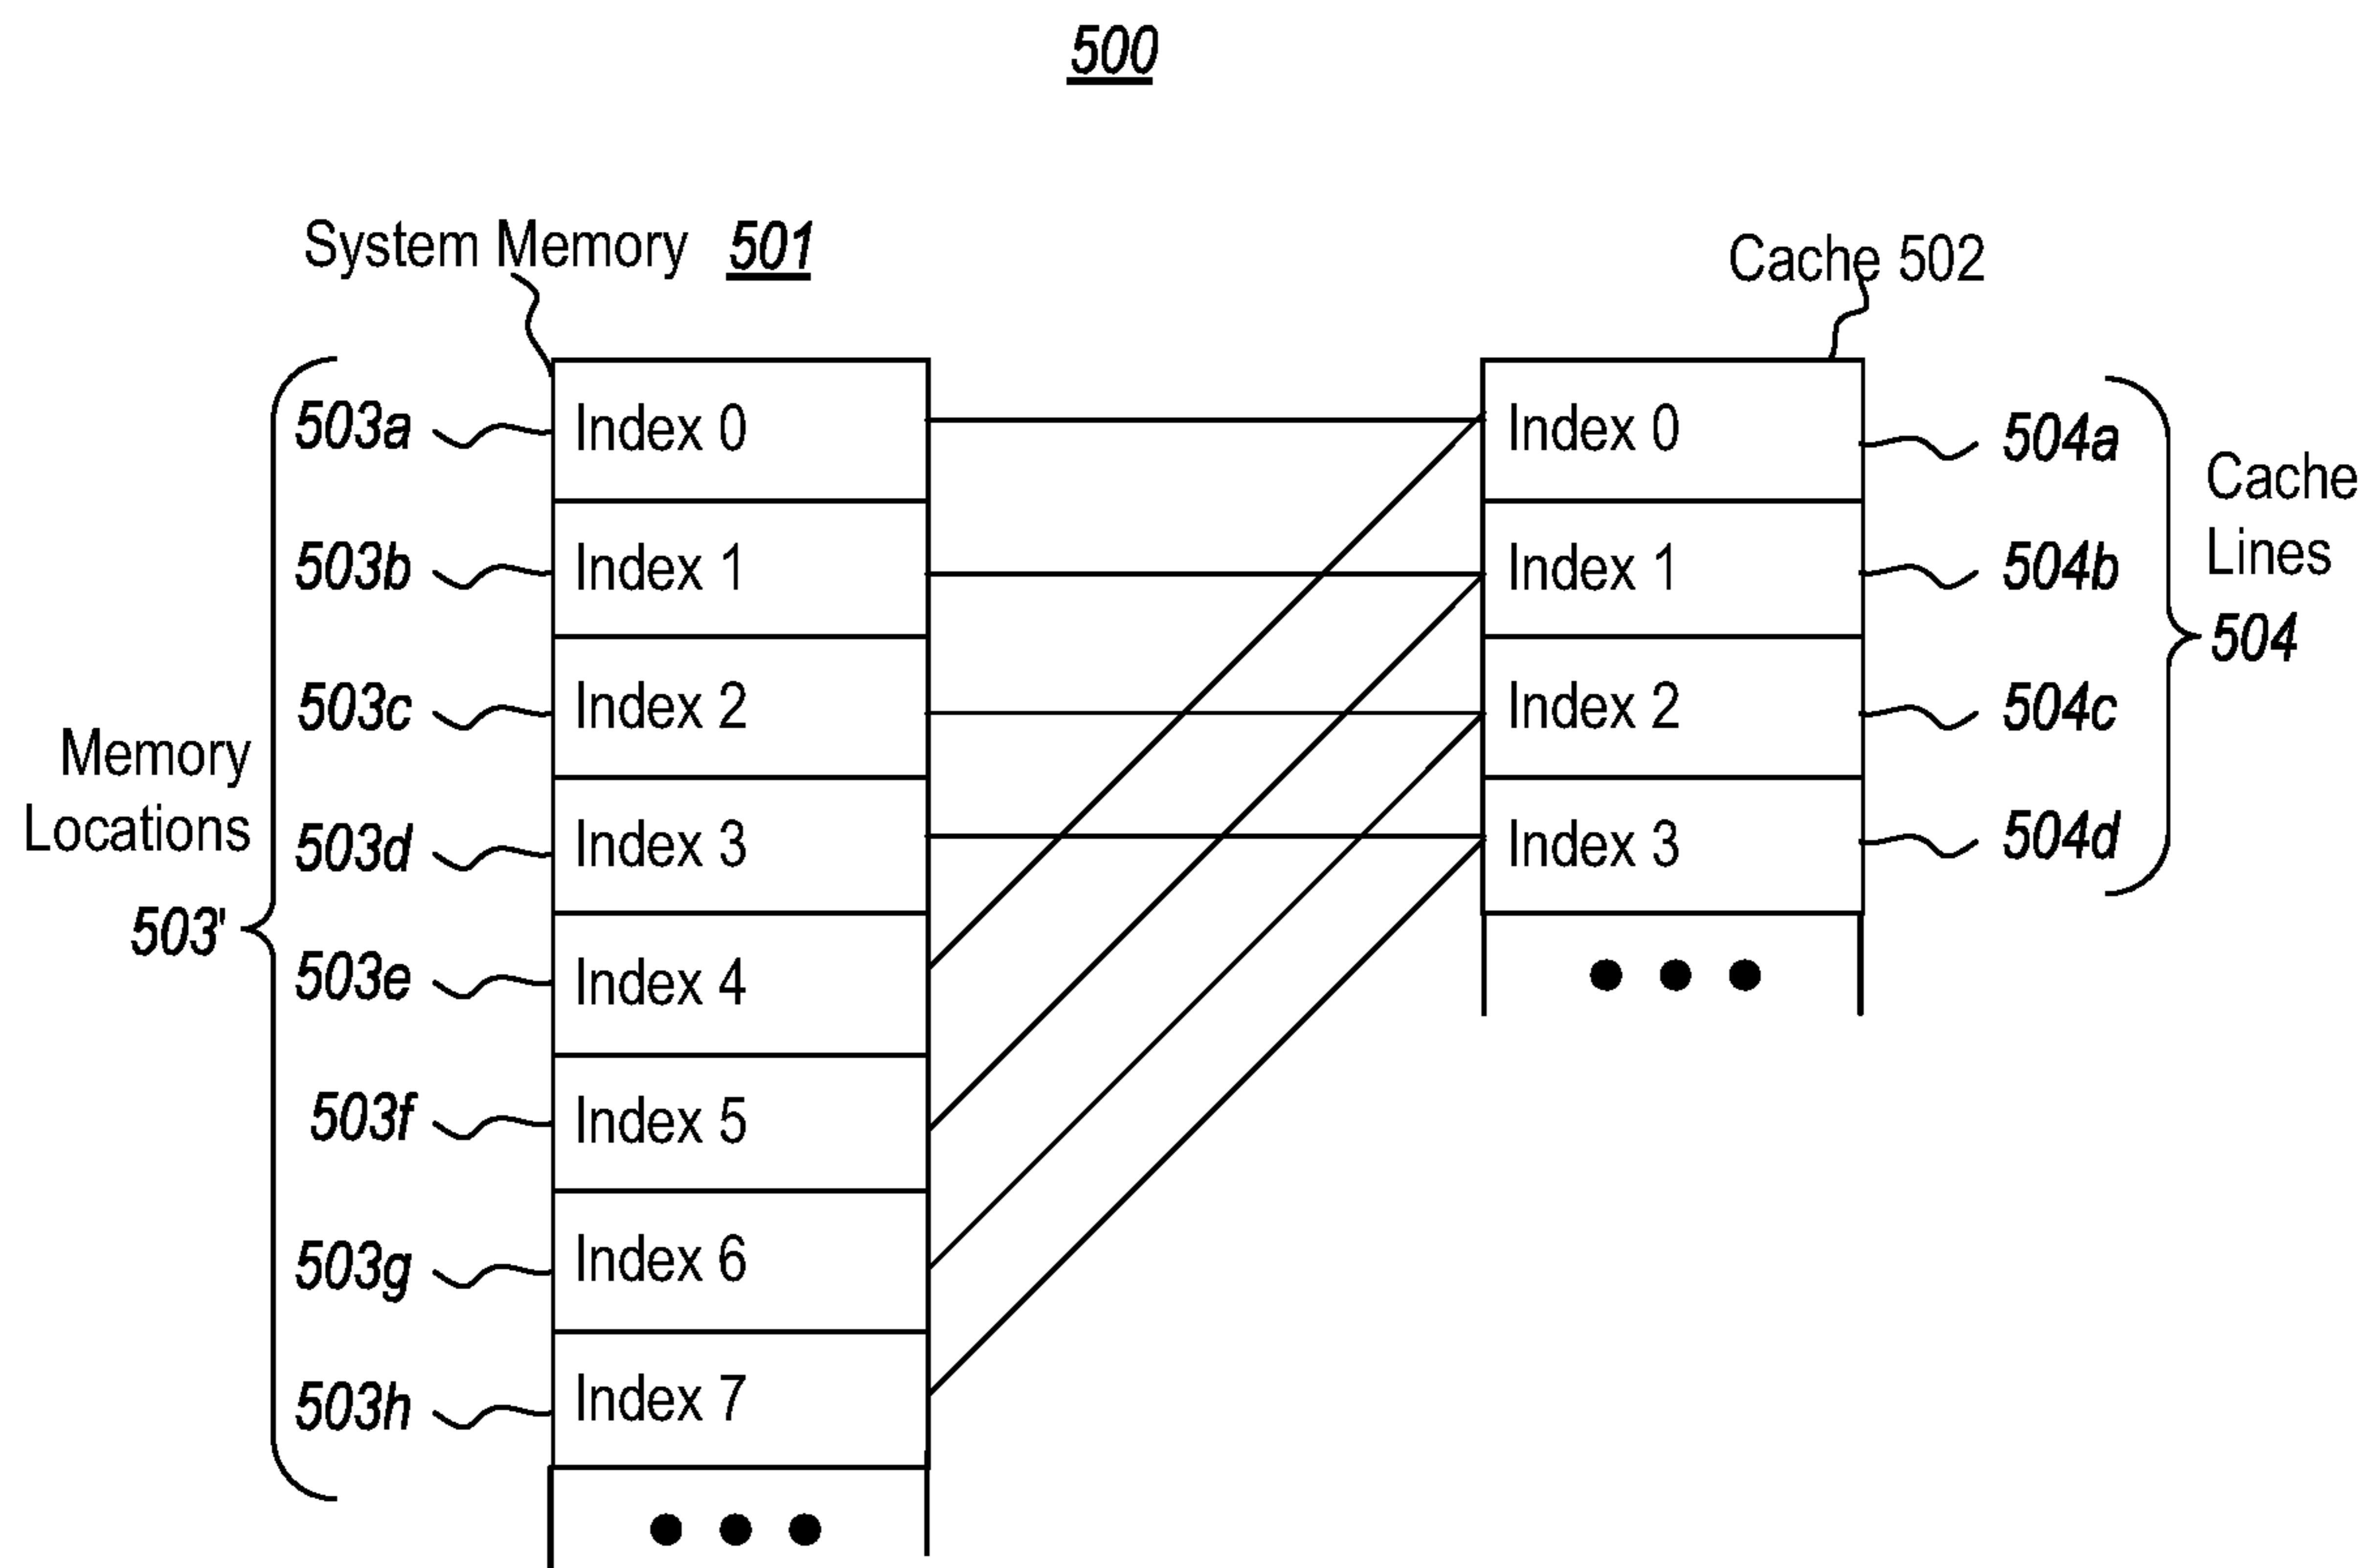 500
System Memory 501
Cache 502
503a
Index 0
Index 0
504a
503b
Index 1
Index 1
504b
503c
Index 2
Index 2
504c
503d
Index 3
Index 3
504d
503e
Index 4
503f
Index 5
503g
Index 6
503h
Index 7
Memory
Locations
503'
Cache
Lines
504